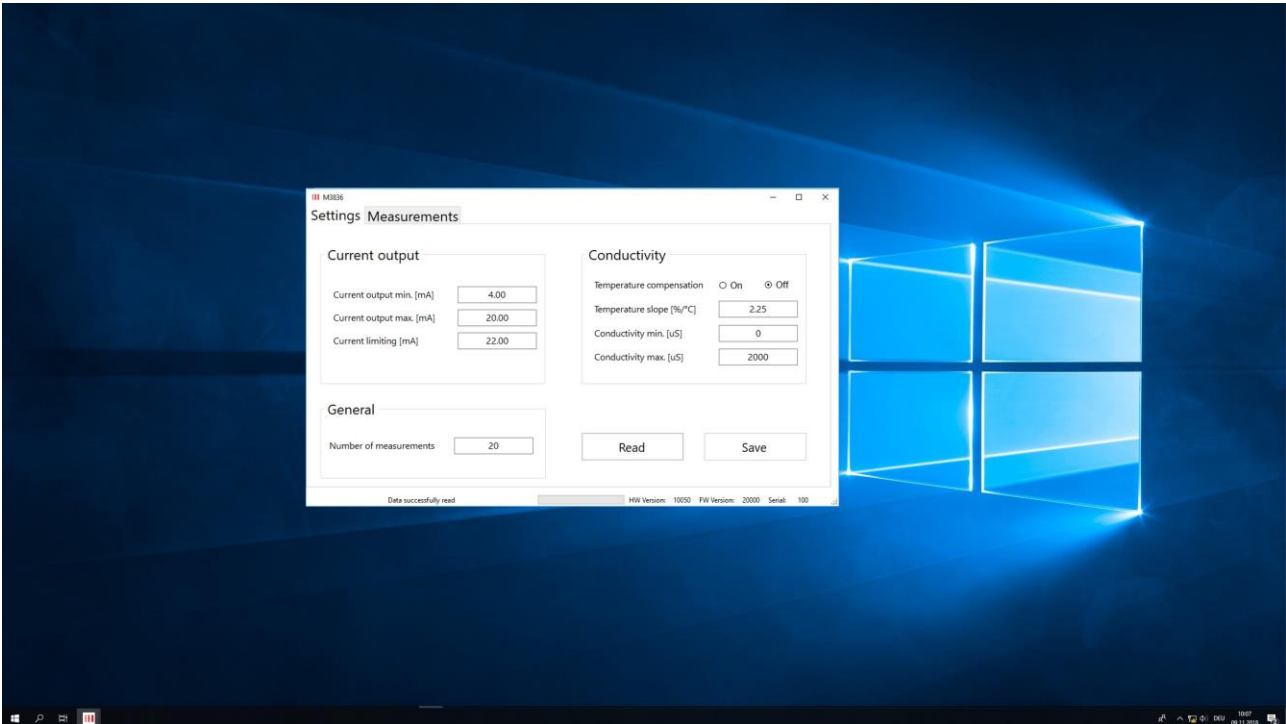 M3836
Settings Measurements
Current output
Current output min. [mA] 4.00
Current output max. [mA] 20.00
Current limiting [mA] 22.00
Conductivity
Temperature compensation On Off
Temperature slope [%/°C] 2.25
Conductivity min. [uS] 0
Conductivity max. [uS] 2000
General
Number of measurements 20
Read Save
Data successfully read HW Version: 10050 FW Version: 20000 Serial: 100
DEU 10:07
09.11.2018